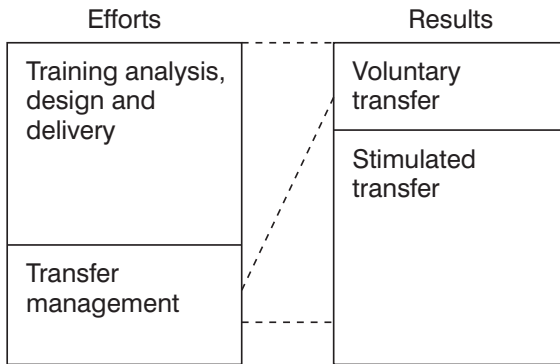 Efforts
Results
Training analysis,
design and
delivery
Voluntary
transfer
Stimulated
transfer
Transfer
management